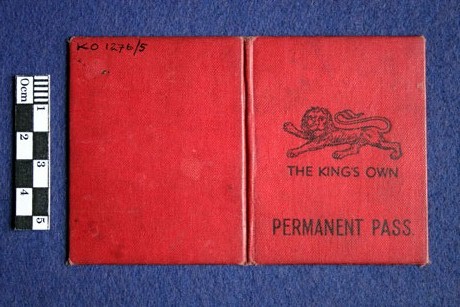 KO 1276/5
THE KING'S OWN
PERMANENT PASS.
0cm
1
2
3
4
5